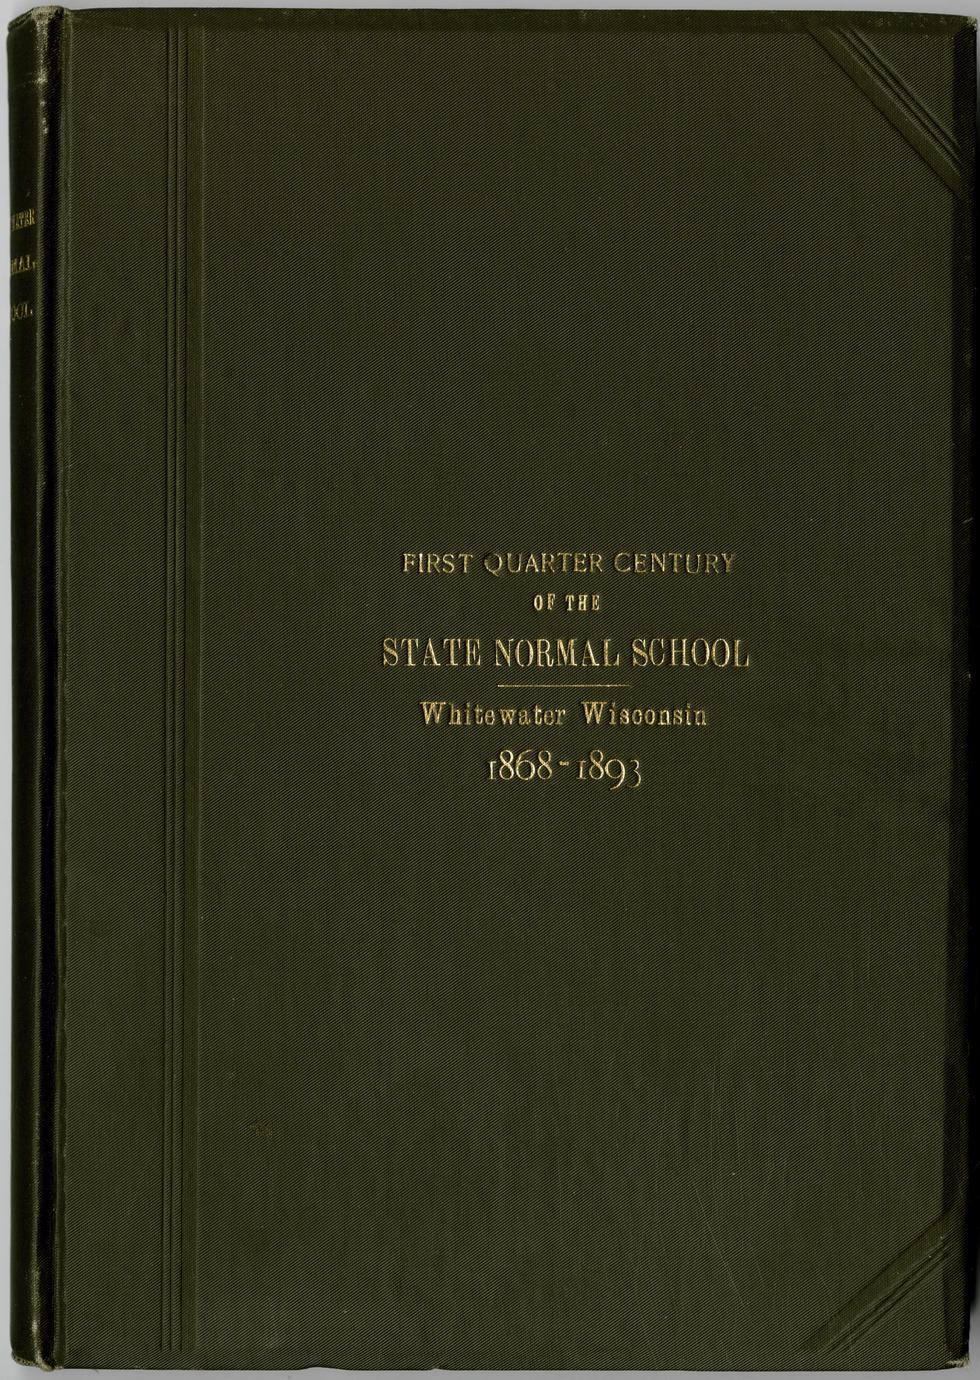 FIRST QUARTER CENTURY
OF THE
STATE NORMAL SCHOOL
Whitewater Wisconsin
1868-1893